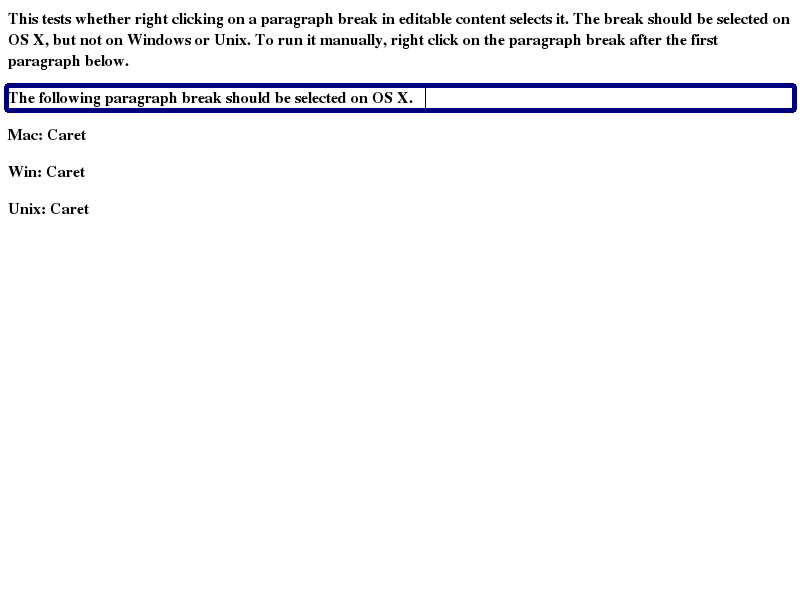 This tests whether right clicking on a paragraph break in editable content selects it. The break should be selected on
OS X, but not on Windows or Unix. To run it manually, right click on the paragraph break after the first
paragraph below.
The following paragraph break should be selected on OS X.
Mac: Caret
Win: Caret
Unix: Caret